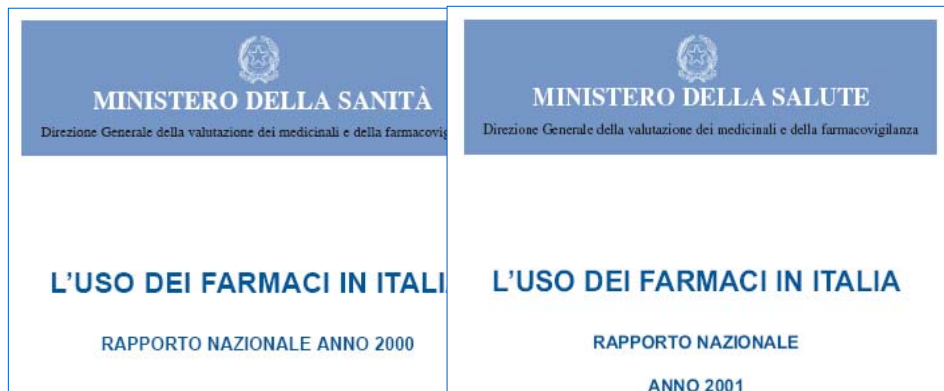 MINISTERO DELLA SANITÀ
Direzione Generale della valutazione dei medicinali e della
L'USO DEI FARMACI IN
RAPPORTO NAZIONALE ANNO 2000
MINISTERO DELLA SALUTE
Direzione Generale della valutazione dei medicinali e della farmacovigilanza
L'USO DEI FARMACI IN ITALIA
RAPPORTO NAZIONALE
ANNO 2001